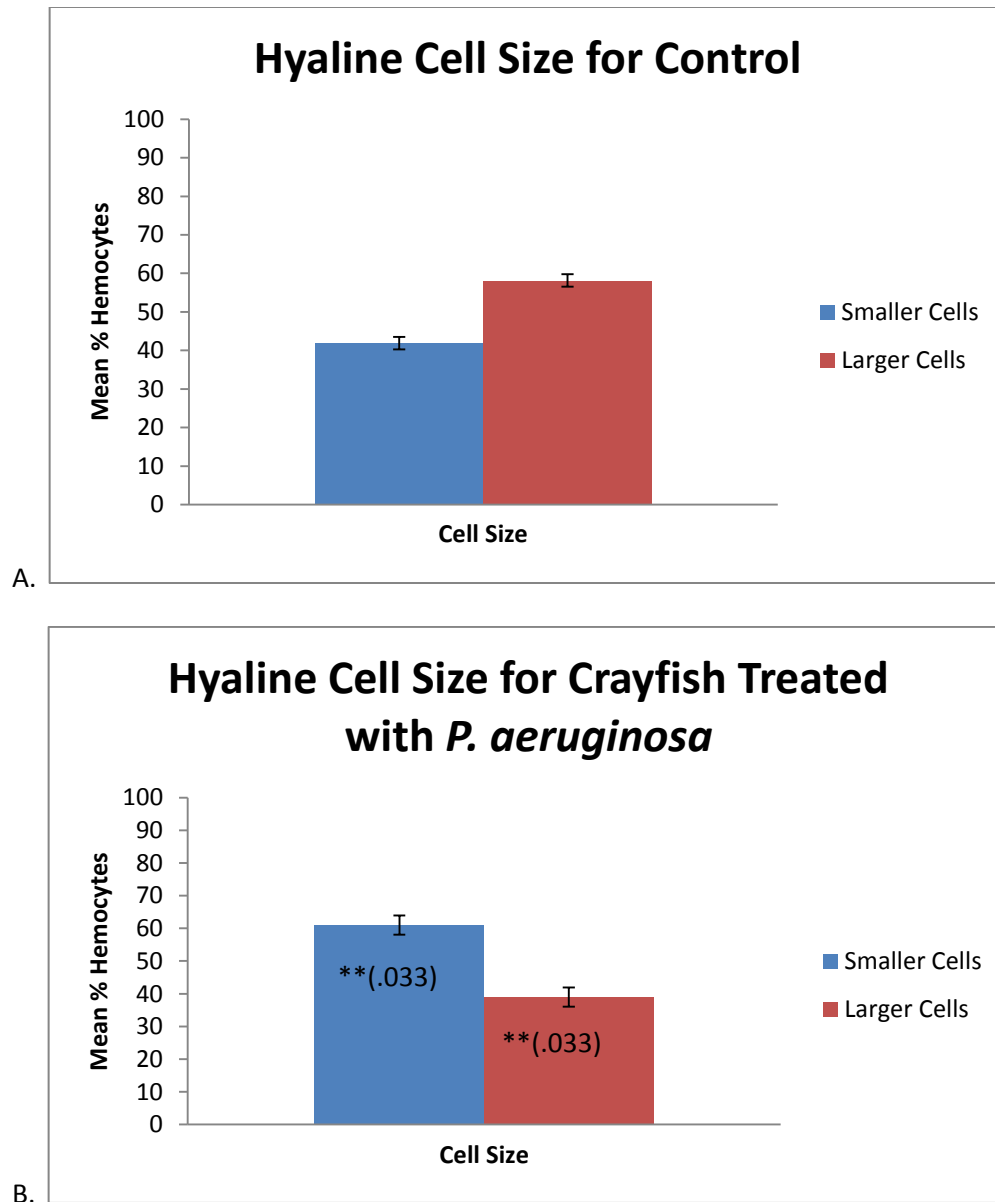 Hyaline Cell Size for Control
100
90
80
70
60
50
40
30
20
10
0
Mean % Hemocytes
Cell Size
Smaller Cells
Larger Cells
A.
Hyaline Cell Size for Crayfish Treated
with P. aeruginosa
100
90
80
70
60
50
40
30
20
10
0
Mean % Hemocytes
**(.033)
**(.033)
Cell Size
Smaller Cells
Larger Cells
B.